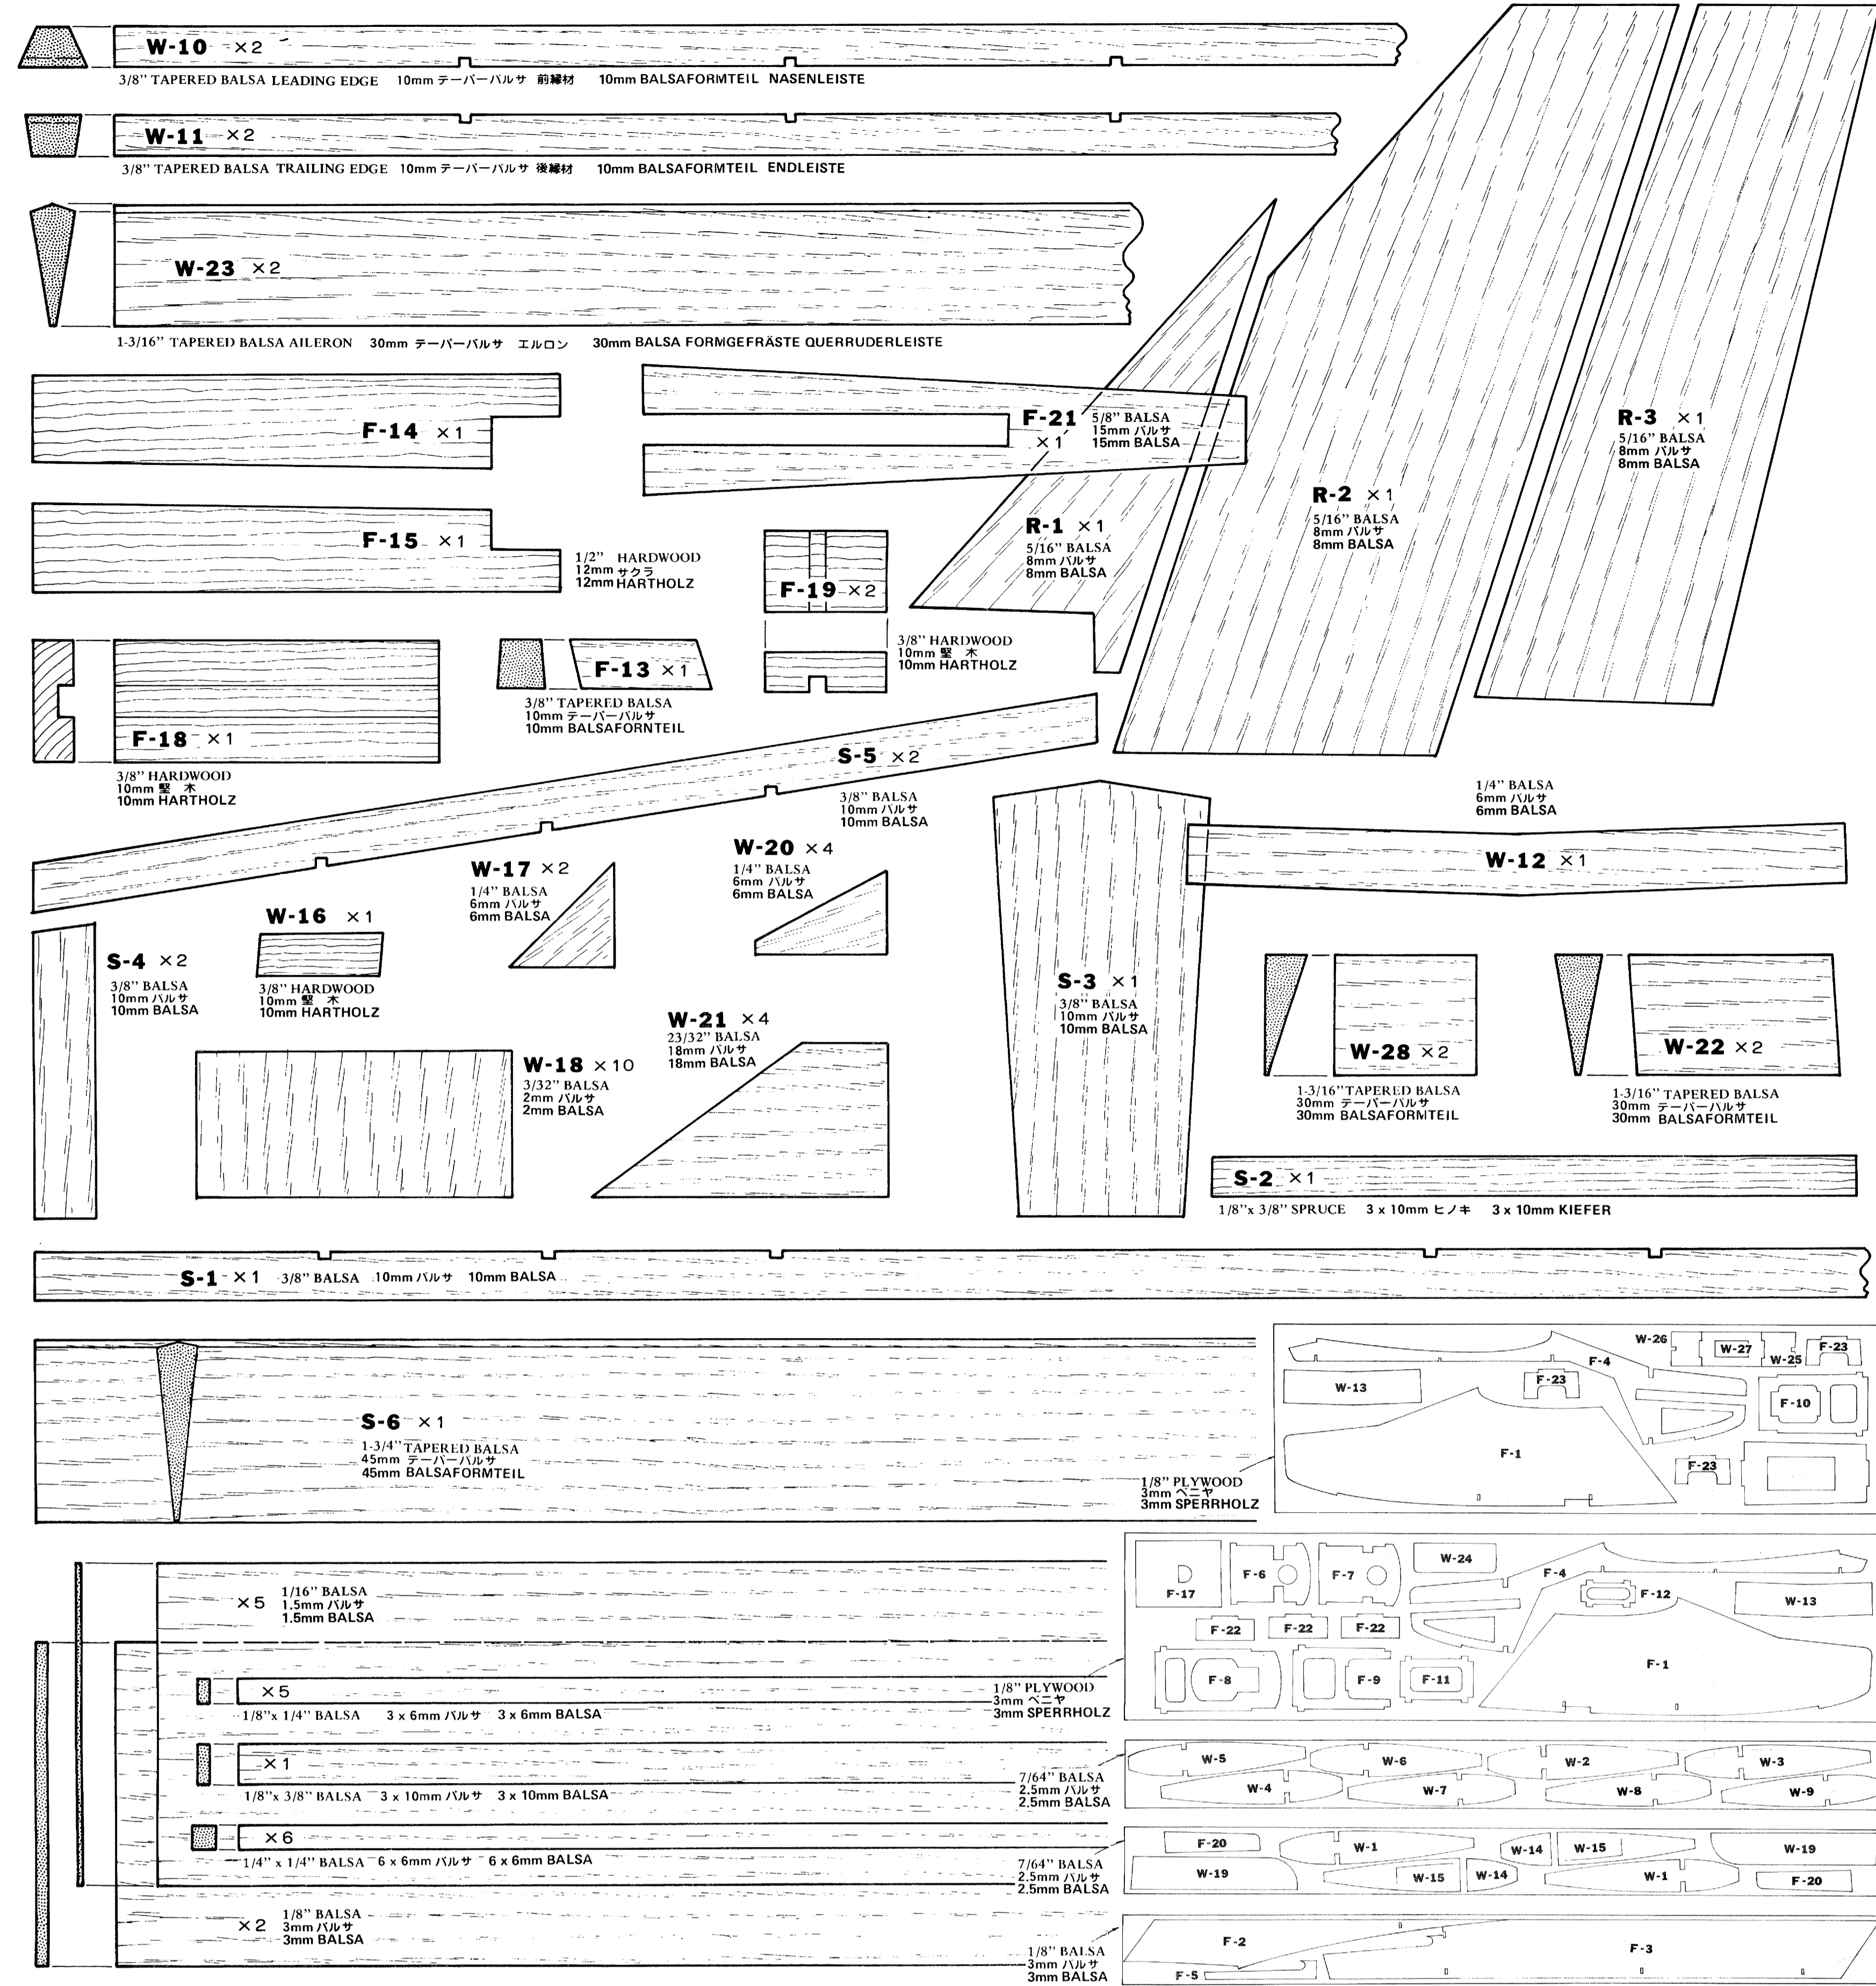 W-10 ×2
3/8" TAPERED BALSA LEADING EDGE 10mm テーパーバルサ 前縁材 10mm BALSAFORMTEIL NASENLEISTE
W-11 ×2
3/8" TAPERED BALSA TRAILING EDGE 10mm テーパーバルサ 後縁材 10mm BALSAFORMTEIL ENDLEISTE
W-23 ×2
1-3/16" TAPERED BALSA AILERON 30mm テーパーバルサ エルロン 30mm BALSA FORMGEFRÄSTE QUERRUDERLEISTE
F-14 ×1
F-21 ×1
5/8" BALSA
15mm バルサ
15mm BALSA
R-3 ×1
5/16" BALSA
8mm バルサ
8mm BALSA
R-2 ×1
5/16" BALSA
8mm バルサ
8mm BALSA
R-1 ×1
5/16" BALSA
8mm バルサ
8mm BALSA
F-15 ×1
1/2" HARDWOOD
12mm サクラ
12mm HARTHOLZ
F-19 ×2
3/8" HARDWOOD
10mm 堅 木
10mm HARTHOLZ
F-13 ×1
3/8" TAPERED BALSA
10mm テーパーバルサ
10mm BALSAFORNTEIL
F-18 ×1
3/8" HARDWOOD
10mm 堅 木
10mm HARTHOLZ
S-5 ×2
3/8" BALSA
10mm バルサ
10mm BALSA
1/4" BALSA
6mm バルサ
6mm BALSA
W-12 ×1
W-17 ×2
1/4" BALSA
6mm バルサ
6mm BALSA
W-20 ×4
1/4" BALSA
6mm バルサ
6mm BALSA
W-16 ×1
3/8" HARDWOOD
10mm 堅 木
10mm HARTHOLZ
S-4 ×2
3/8" BALSA
10mm バルサ
10mm BALSA
S-3 ×1
3/8" BALSA
10mm バルサ
10mm BALSA
W-21 ×4
23/32" BALSA
18mm バルサ
18mm BALSA
W-18 ×10
3/32" BALSA
2mm バルサ
2mm BALSA
W-28 ×2
1-3/16" TAPERED BALSA
30mm テーパーバルサ
30mm BALSAFORMTEIL
W-22 ×2
1-3/16" TAPERED BALSA
30mm テーパーバルサ
30mm BALSAFORMTEIL
S-2 ×1
1/8"x 3/8" SPRUCE 3 x 10mm ヒノキ 3 x 10mm KIEFER
S-1 ×1 3/8" BALSA 10mm バルサ 10mm BALSA
S-6 ×1
1-3/4" TAPERED BALSA
45mm テーパーバルサ
45mm BALSAFORMTEIL
1/8" PLYWOOD
3mm ベニヤ
3mm SPERRHOLZ
F-4
W-26
W-27
W-25
F-23
W-13
F-23
F-10
F-1
F-23
×5
1/16" BALSA
1.5mm バルサ
1.5mm BALSA
×5
1/8"x 1/4" BALSA 3 x 6mm バルサ 3 x 6mm BALSA
×1
1/8"x 3/8" BALSA 3 x 10mm バルサ 3 x 10mm BALSA
×6
1/4" x 1/4" BALSA 6 x 6mm バルサ 6 x 6mm BALSA
×2
1/8" BALSA
3mm バルサ
3mm BALSA
1/8" PLYWOOD
3mm ベニヤ
3mm SPERRHOLZ
F-17
F-6
F-7
W-24
F-4
F-12
W-13
F-22
F-22
F-22
F-8
F-9
F-11
F-1
7/64" BALSA
2.5mm バルサ
2.5mm BALSA
W-5
W-6
W-2
W-3
W-4
W-7
W-8
W-9
7/64" BALSA
2.5mm バルサ
2.5mm BALSA
F-20
W-1
W-14
W-15
W-19
W-19
W-15
W-14
W-1
F-20
1/8" BALSA
3mm バルサ
3mm BALSA
F-2
F-3
F-5